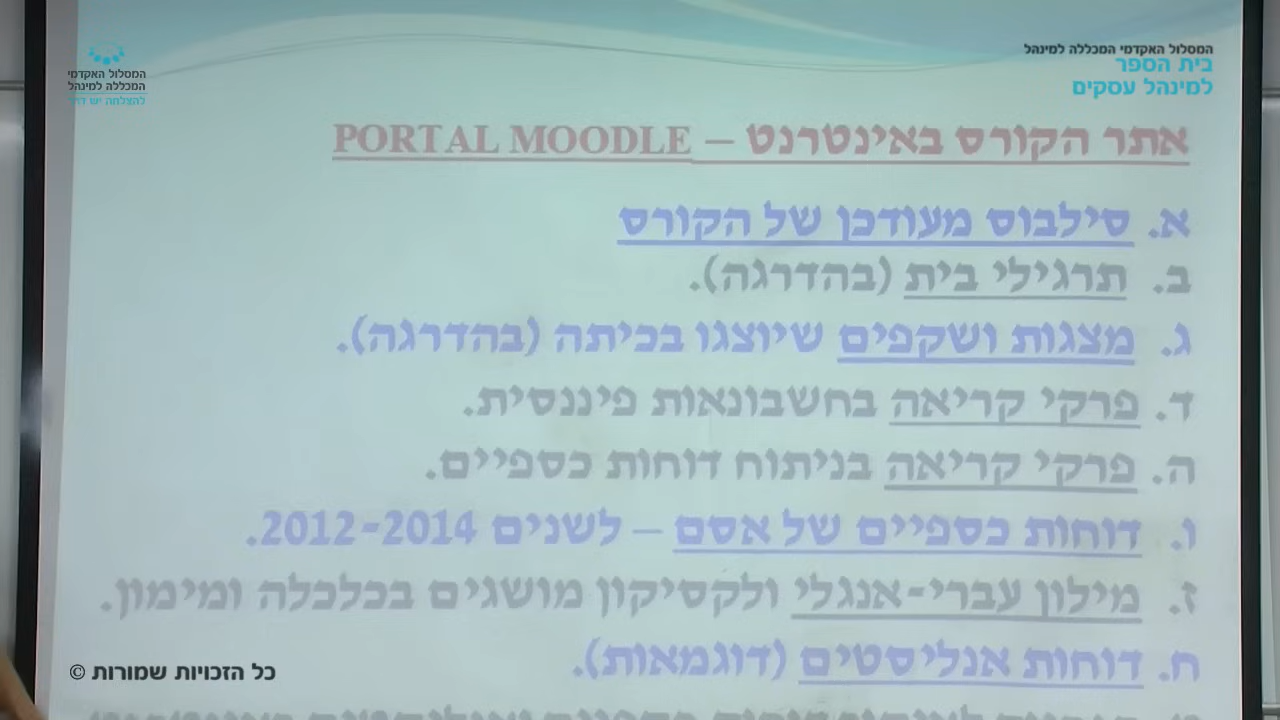 המסלול האקדמי המכללה למינהל
בית הספר
למינהל עסקים
המסלול האקדמי
המכללה למינהל
להצלחה יש דרך
אתר הקורס באינטרנט – PORTAL MOODLE
א. סילבוס מעודכן של הקורס
ב. תרגילי בית (בהדרגה).
ג. מצגות ושקפים שיוצגו בכיתה (בהדרגה).
ד. פרקי קריאה בחשבונאות פיננסית.
ה. פרקי קריאה בניתוח דוחות כספיים.
ו. דוחות כספיים של אסם – לשנים 2012-2014.
ז. מילון עברי-אנגלי ולקסיקון מושגים בכלכלה ומימון.
ח. דוחות אנליסטים (דוגמאות).
כל הזכויות שמורות ©